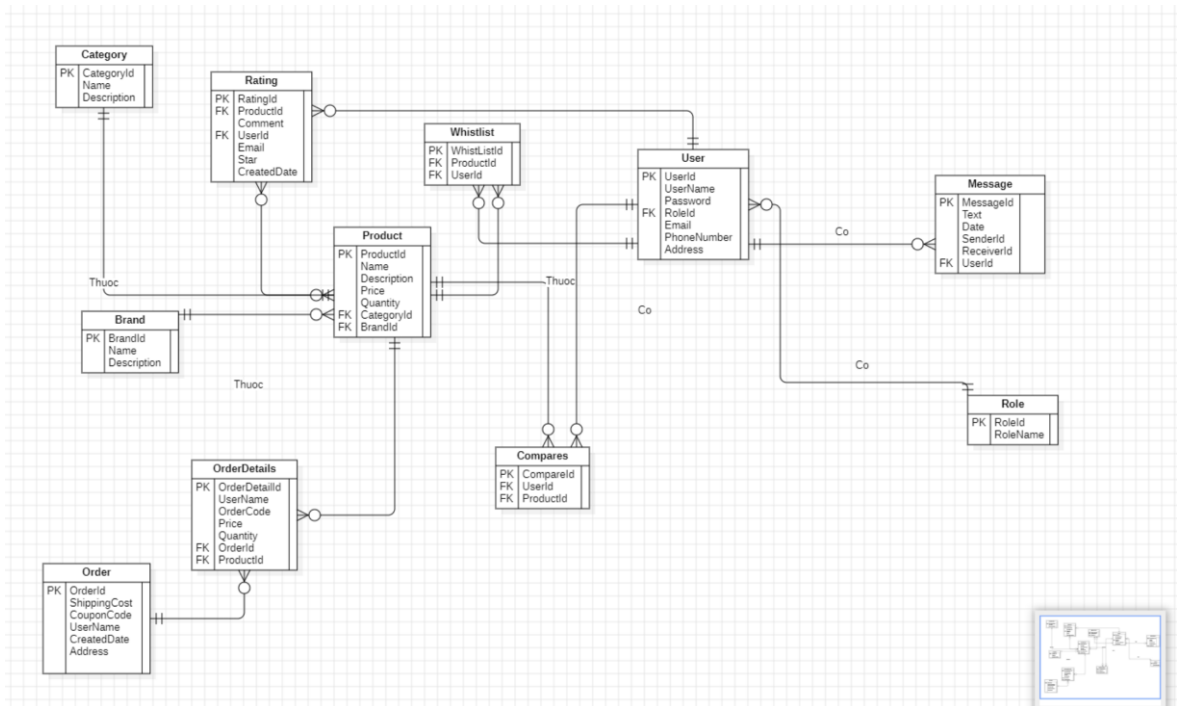 Category
PK CategoryId
Name
Description
Rating
PK RatingId
FK ProductId
Comment
FK UserId
Email
Star
CreatedDate
Whistlist
PK WhistListId
FK ProductId
FK UserId
User
PK UserId
UserName
Password
FK RoleId
Email
PhoneNumber
Address
Message
PK MessageId
Text
Date
SenderId
ReceiverId
FK UserId
Co
Product
PK ProductId
Name
Description
Price
Quantity
FK CategoryId
FK BrandId
Thuoc
Thuoc
Co
Brand
PK BrandId
Name
Description
Thuoc
Co
Role
PK RoleId
RoleName
Compares
PK CompareId
FK UserId
FK ProductId
OrderDetails
PK OrderDetailId
UserName
OrderCode
Price
Quantity
FK OrderId
FK ProductId
Order
PK OrderId
ShippingCost
CouponCode
UserName
CreatedDate
Address